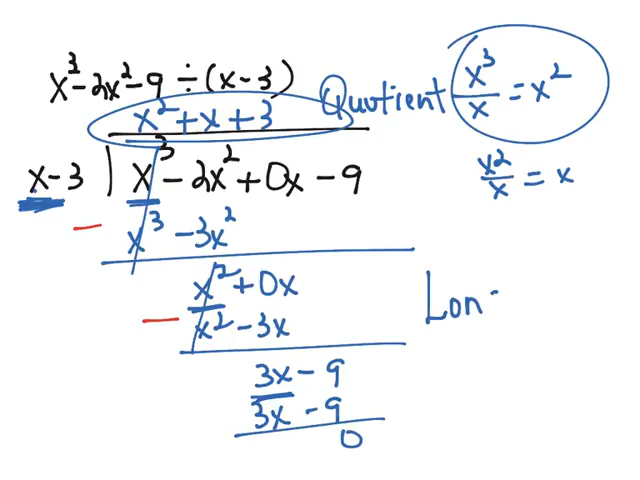 x³ - 2x² - 9 ÷ (x - 3)
x² + x + 3 Quotient x³/x = x²
x - 3 | x³ - 2x² + 0x - 9
x²/x = x
- x³ - 3x²
x² + 0x
- x² - 3x
Lon
3x - 9
3x - 9
0